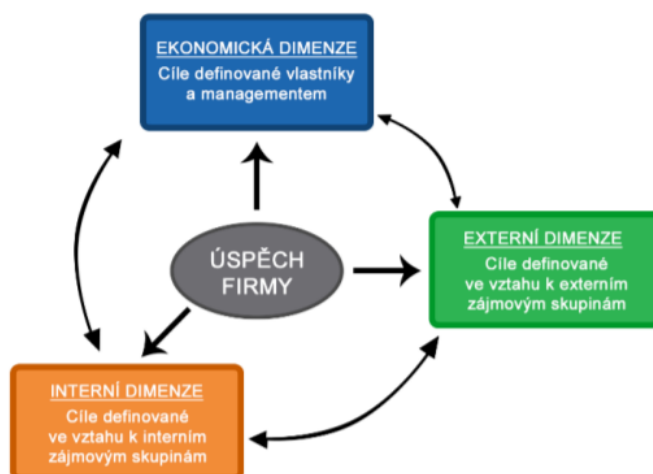 EKONOMICKÁ DIMENZE
Cíle definované vlastníky
a managementem
ÚSPĚCH
FIRMY
EXTERNÍ DIMENZE
Cíle definované
ve vztahu k externím
zájmovým skupinám
INTERNÍ DIMENZE
Cíle definované
ve vztahu k interním
zájmovým skupinám